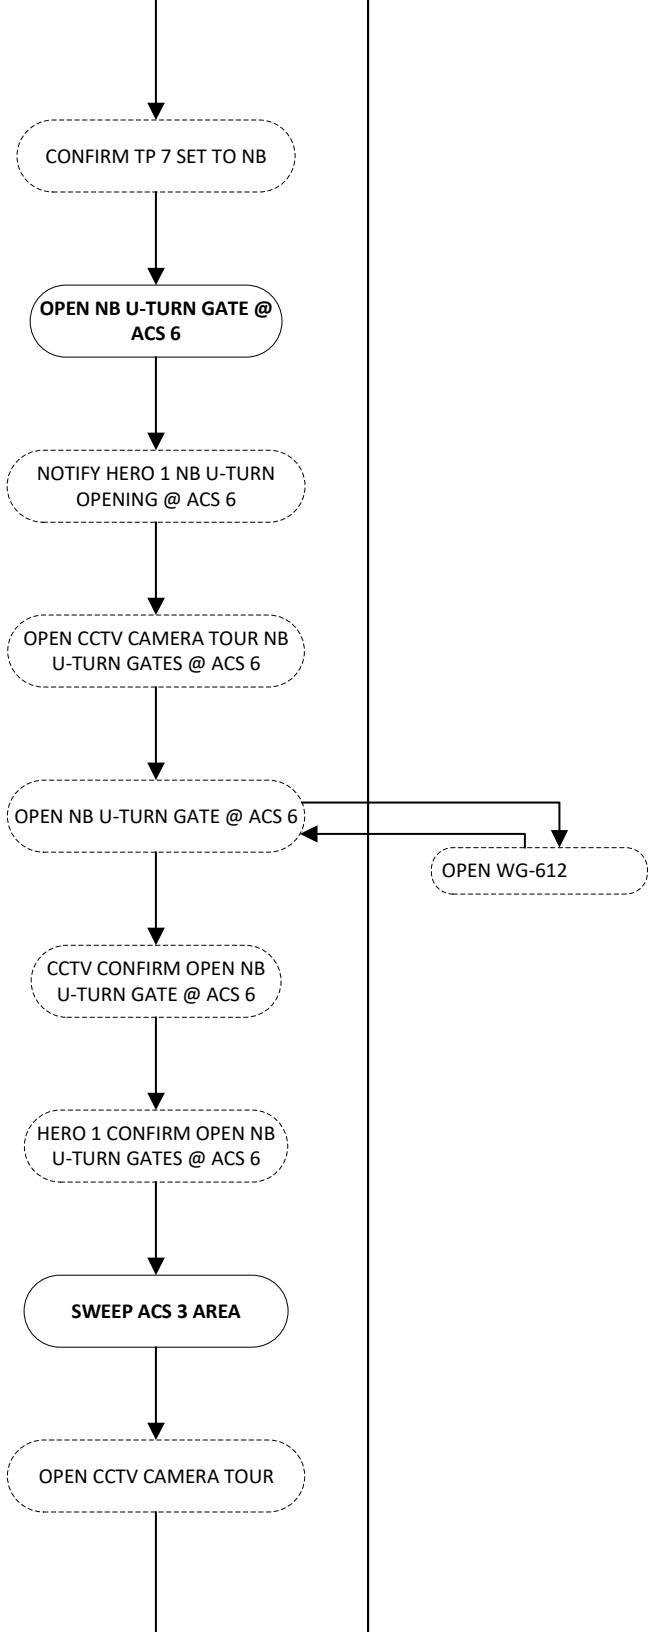 CONFIRM TP 7 SET TO NB
OPEN NB U-TURN GATE @
ACS 6
NOTIFY HERO 1 NB U-TURN
OPENING @ ACS 6
OPEN CCTV CAMERA TOUR NB
U-TURN GATES @ ACS 6
OPEN NB U-TURN GATE @ ACS 6
OPEN WG-612
CCTV CONFIRM OPEN NB
U-TURN GATE @ ACS 6
HERO 1 CONFIRM OPEN NB
U-TURN GATES @ ACS 6
SWEEP ACS 3 AREA
OPEN CCTV CAMERA TOUR